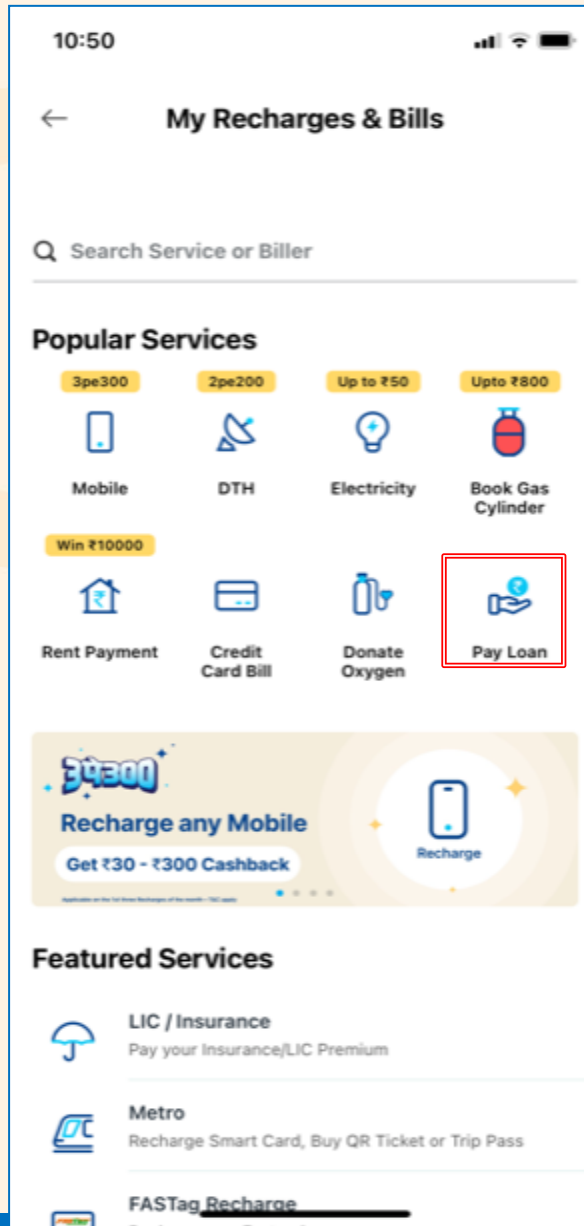 10:50
My Recharges & Bills
Search Service or Biller
Popular Services
3pe300
2pe200
Up to ₹50
Upto ₹800
Mobile
DTH
Electricity
Book Gas
Cylinder
Win ₹10000
Rent Payment
Credit
Card Bill
Donate
Oxygen
Pay Loan
Recharge any Mobile
Get ₹30 - ₹300 Cashback
Recharge
Featured Services
LIC / Insurance
Pay your Insurance/LIC Premium
Metro
Recharge Smart Card, Buy QR Ticket or Trip Pass
FASTag Recharge